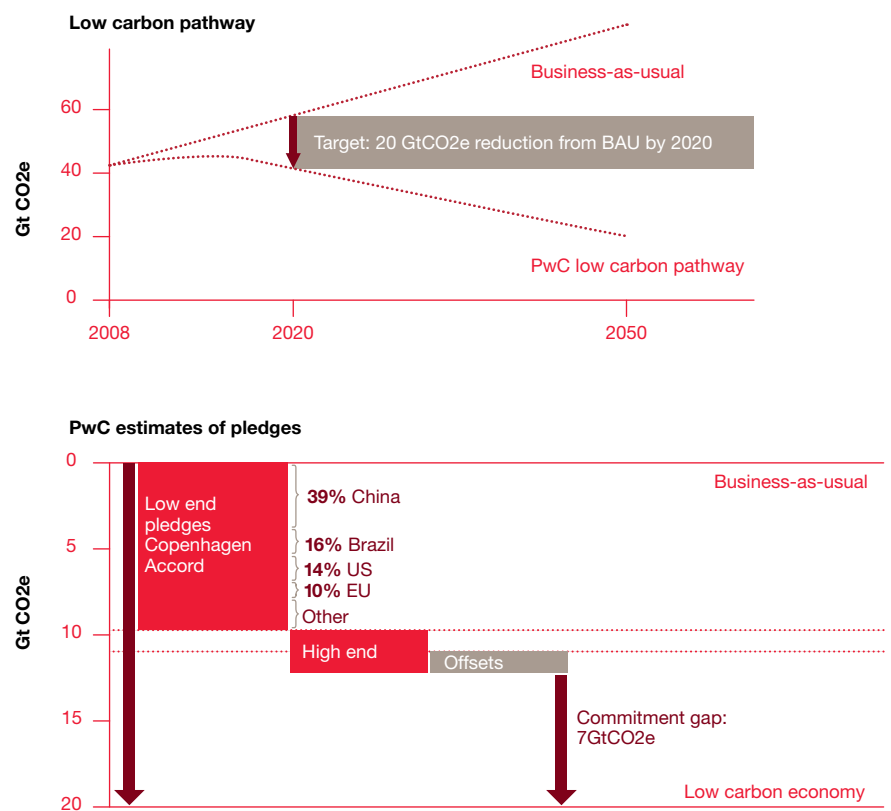 Low carbon pathway
Gt CO2e
60
40
20
0
Business-as-usual
Target: 20 GtCO2e reduction from BAU by 2020
PwC low carbon pathway
2008
2020
2050
PwC estimates of pledges
Gt CO2e
0
5
10
15
20
Business-as-usual
Low end
pledges
Copenhagen
Accord
39% China
16% Brazil
14% US
10% EU
Other
High end
Offsets
Commitment gap:
7GtCO2e
Low carbon economy